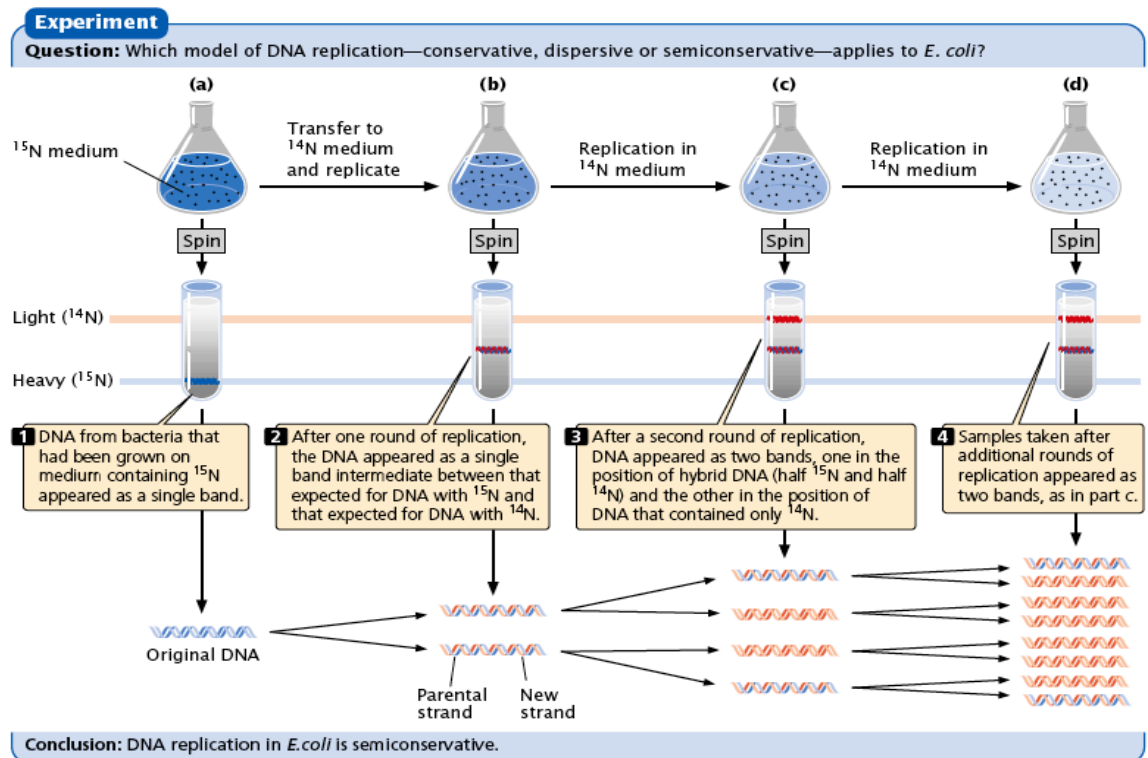 Experiment
Question: Which model of DNA replication—conservative, dispersive or semiconservative—applies to E. coli?
(a)
(b)
(c)
(d)
¹⁵N medium
Transfer to
¹⁴N medium
and replicate
Replication in
¹⁴N medium
Replication in
¹⁴N medium
Spin
Spin
Spin
Spin
Light (¹⁴N)
Heavy (¹⁵N)
1 DNA from bacteria that
had been grown on
medium containing ¹⁵N
appeared as a single band.
2 After one round of replication,
the DNA appeared as a single
band intermediate between that
expected for DNA with ¹⁵N and
that expected for DNA with ¹⁴N.
3 After a second round of replication,
DNA appeared as two bands, one in the
position of hybrid DNA (half ¹⁵N and half
¹⁴N) and the other in the position of
DNA that contained only ¹⁴N.
4 Samples taken after
additional rounds of
replication appeared as
two bands, as in part c.
Original DNA
Parental
strand
New
strand
Conclusion: DNA replication in E.coli is semiconservative.